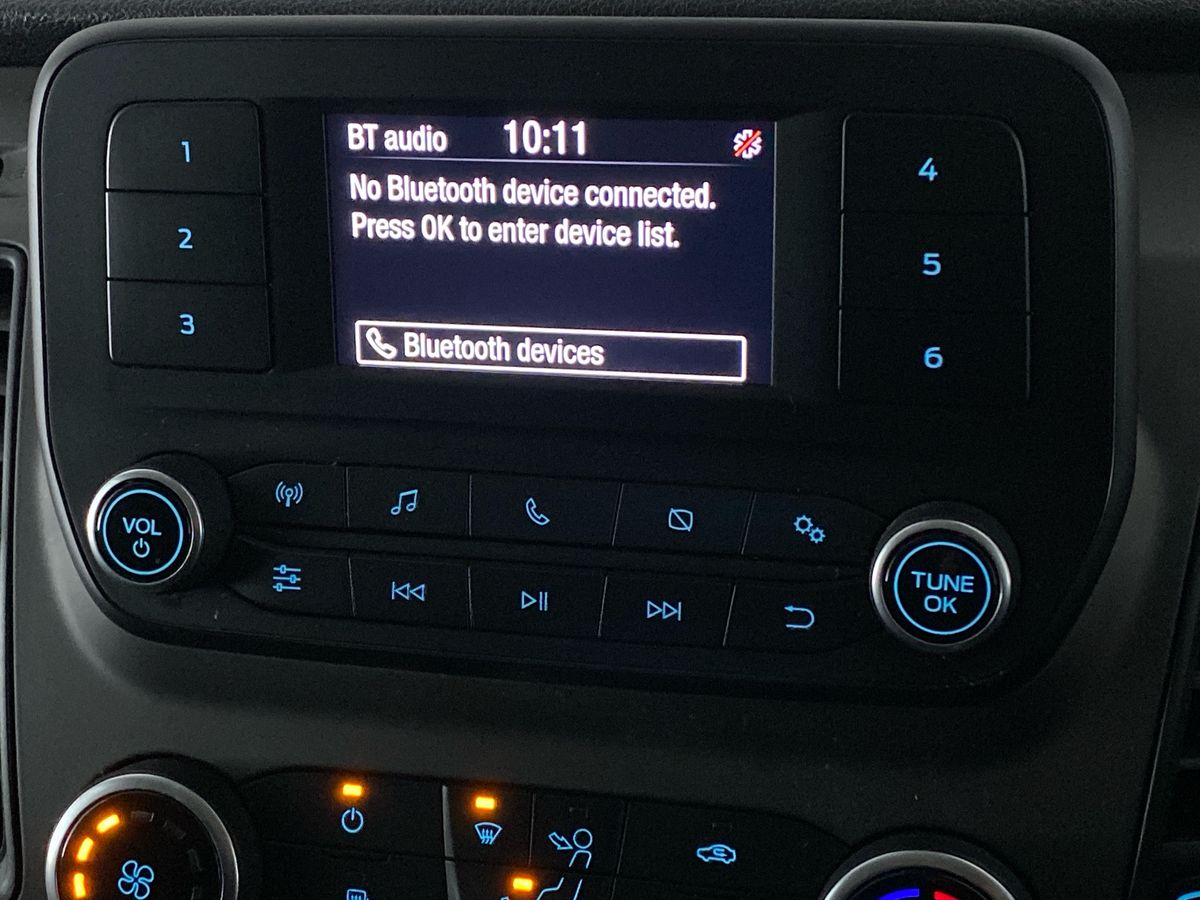 BT audio 10:11
No Bluetooth device connected.
Press OK to enter device list.
Bluetooth devices
1
2
3
4
5
6
VOL
TUNE
OK